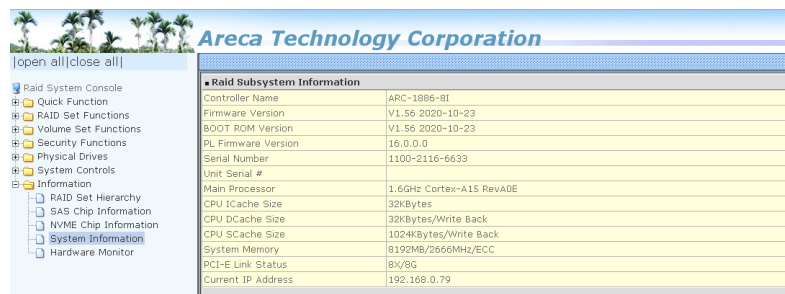 Areca Technology Corporation
|open all|close all|
Raid System Console
Quick Function
RAID Set Functions
Volume Set Functions
Security Functions
Physical Drives
System Controls
Information
RAID Set Hierarchy
SAS Chip Information
NVME Chip Information
System Information
Hardware Monitor
Raid Subsystem Information
Controller Name ARC-1886-8I
Firmware Version V1.56 2020-10-23
BOOT ROM Version V1.56 2020-10-23
PL Firmware Version 16.0.0.0
Serial Number 1100-2116-6633
Unit Serial #
Main Processor 1.6GHz Cortex-A15 RevA0E
CPU ICache Size 32KBytes
CPU DCache Size 32KBytes/Write Back
CPU SCache Size 1024KBytes/Write Back
System Memory 8192MB/2666MHz/ECC
PCI-E Link Status 8X/8G
Current IP Address 192.168.0.79